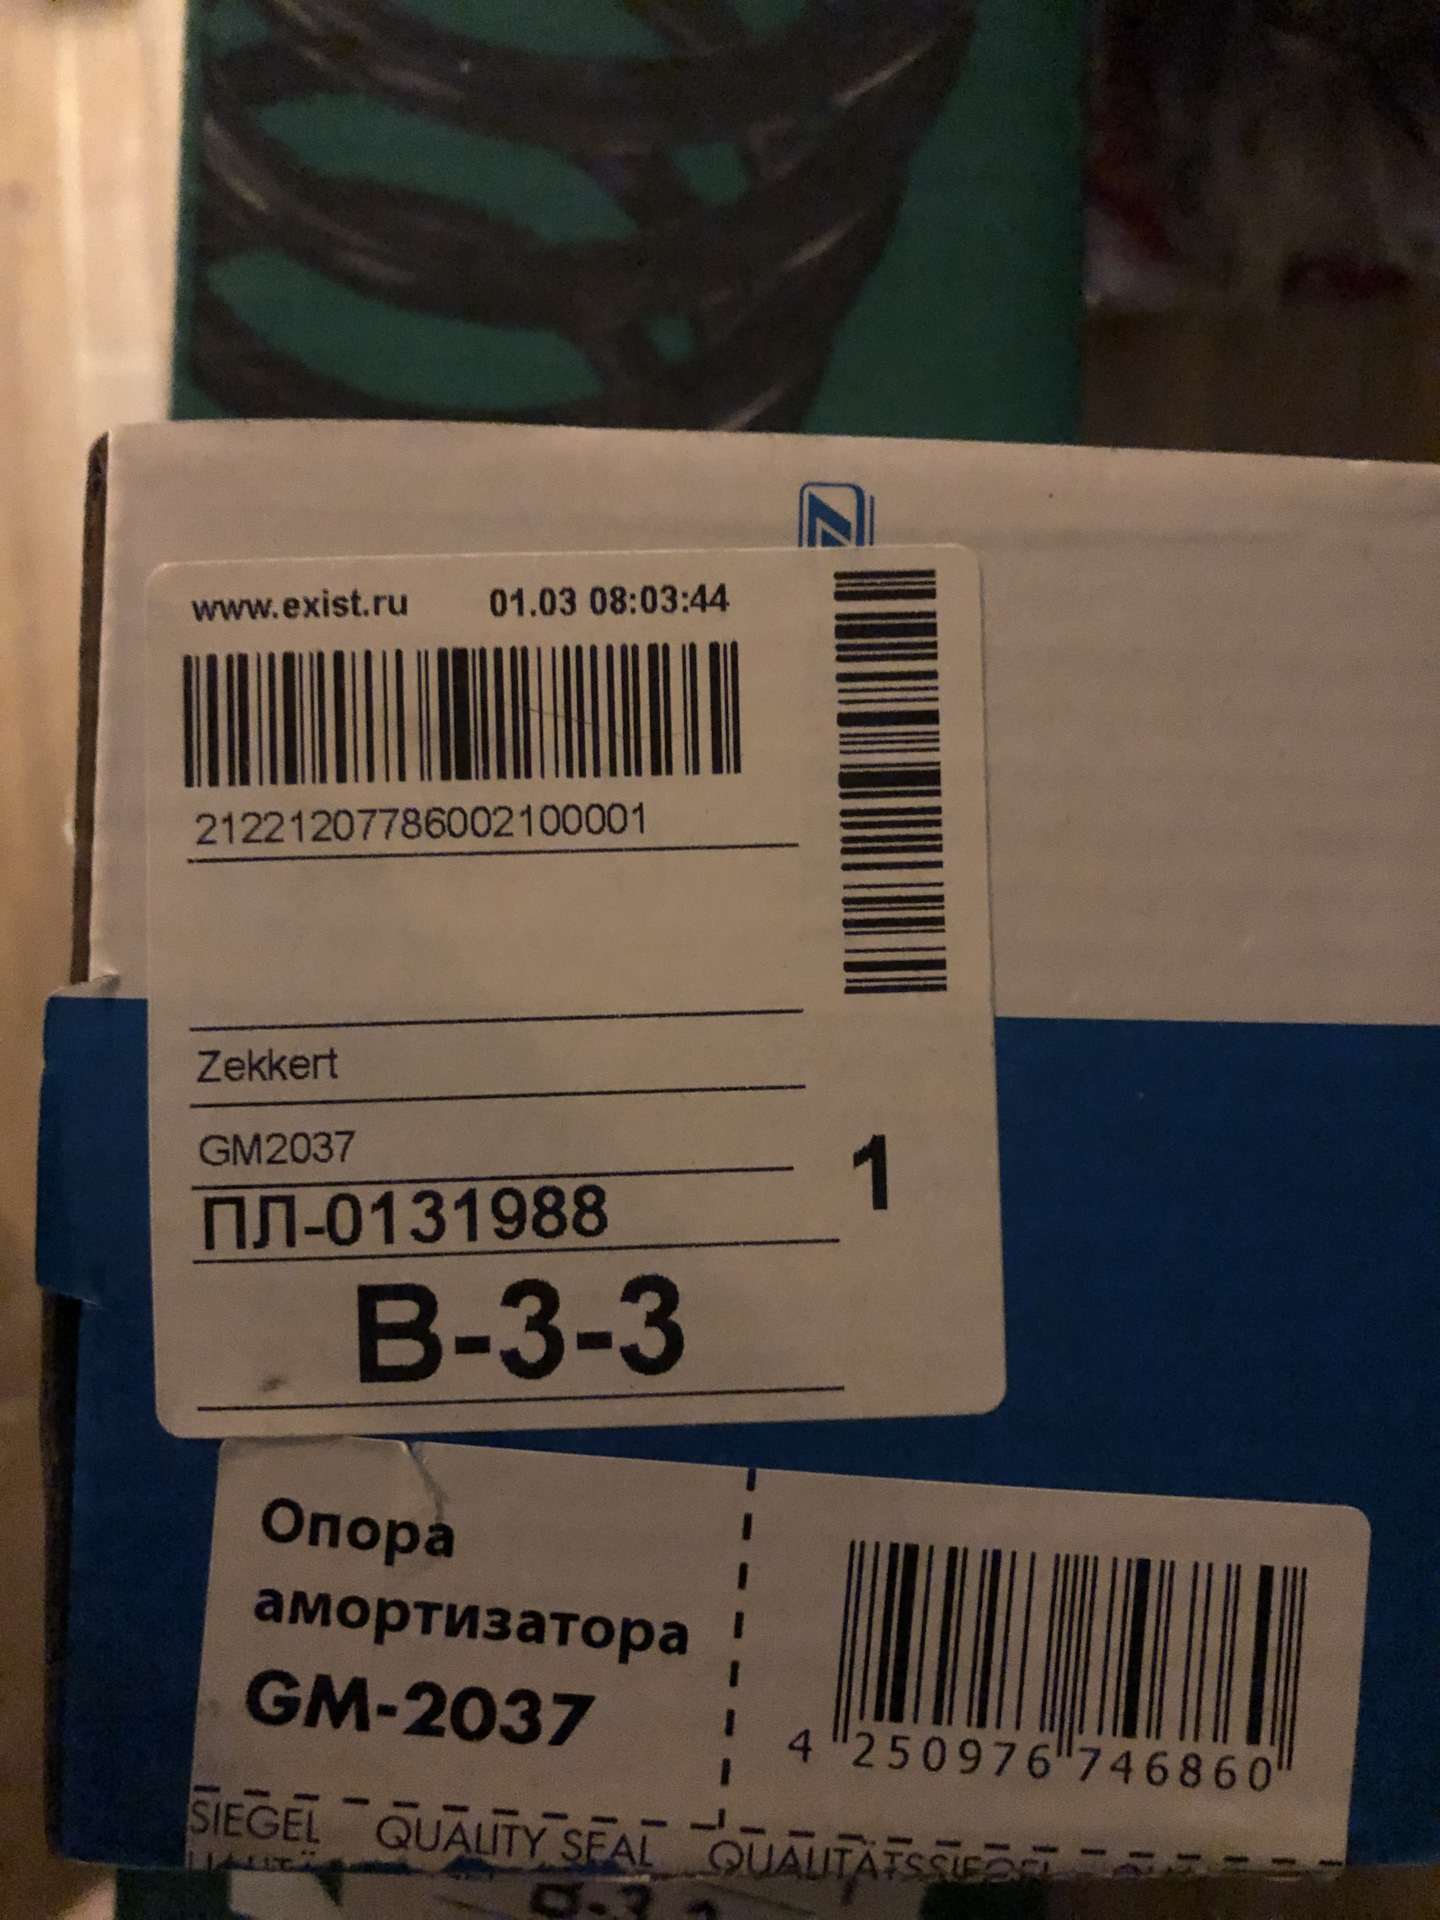 www.exist.ru 01.03 08:03:44
21221207786002100001
Zekkert
GM2037
1
ПЛ-0131988
В-3-3
Опора
амортизатора
GM-2037
4 250976 746860
SIEGEL QUALITY SEAL QUALITÄTSSIEGEL